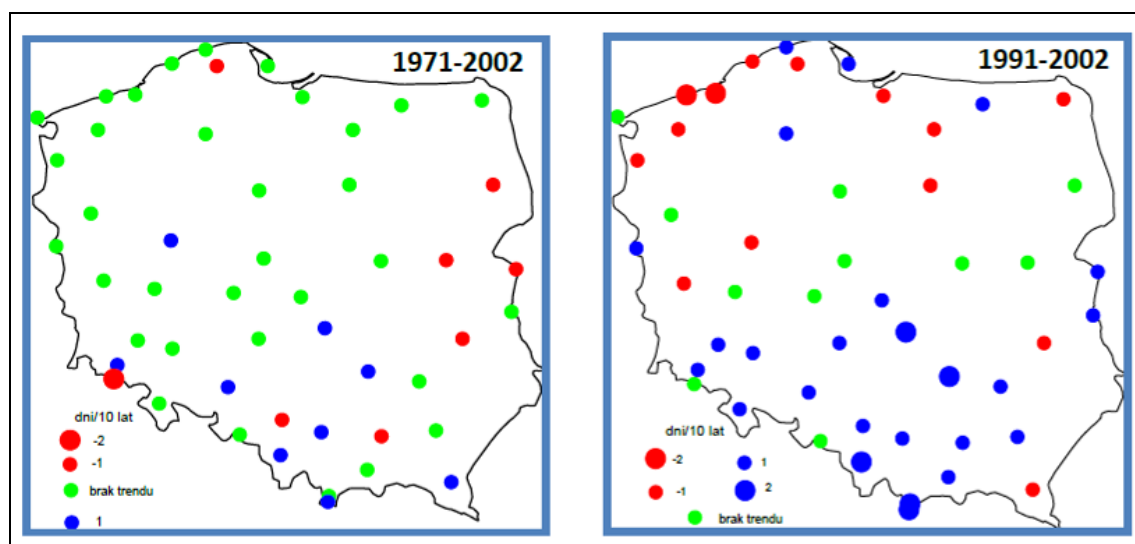 1971-2002
dni/10 lat
-2
-1
brak trendu
1
1991-2002
dni/10 lat
-2
1
-1
2
brak trendu